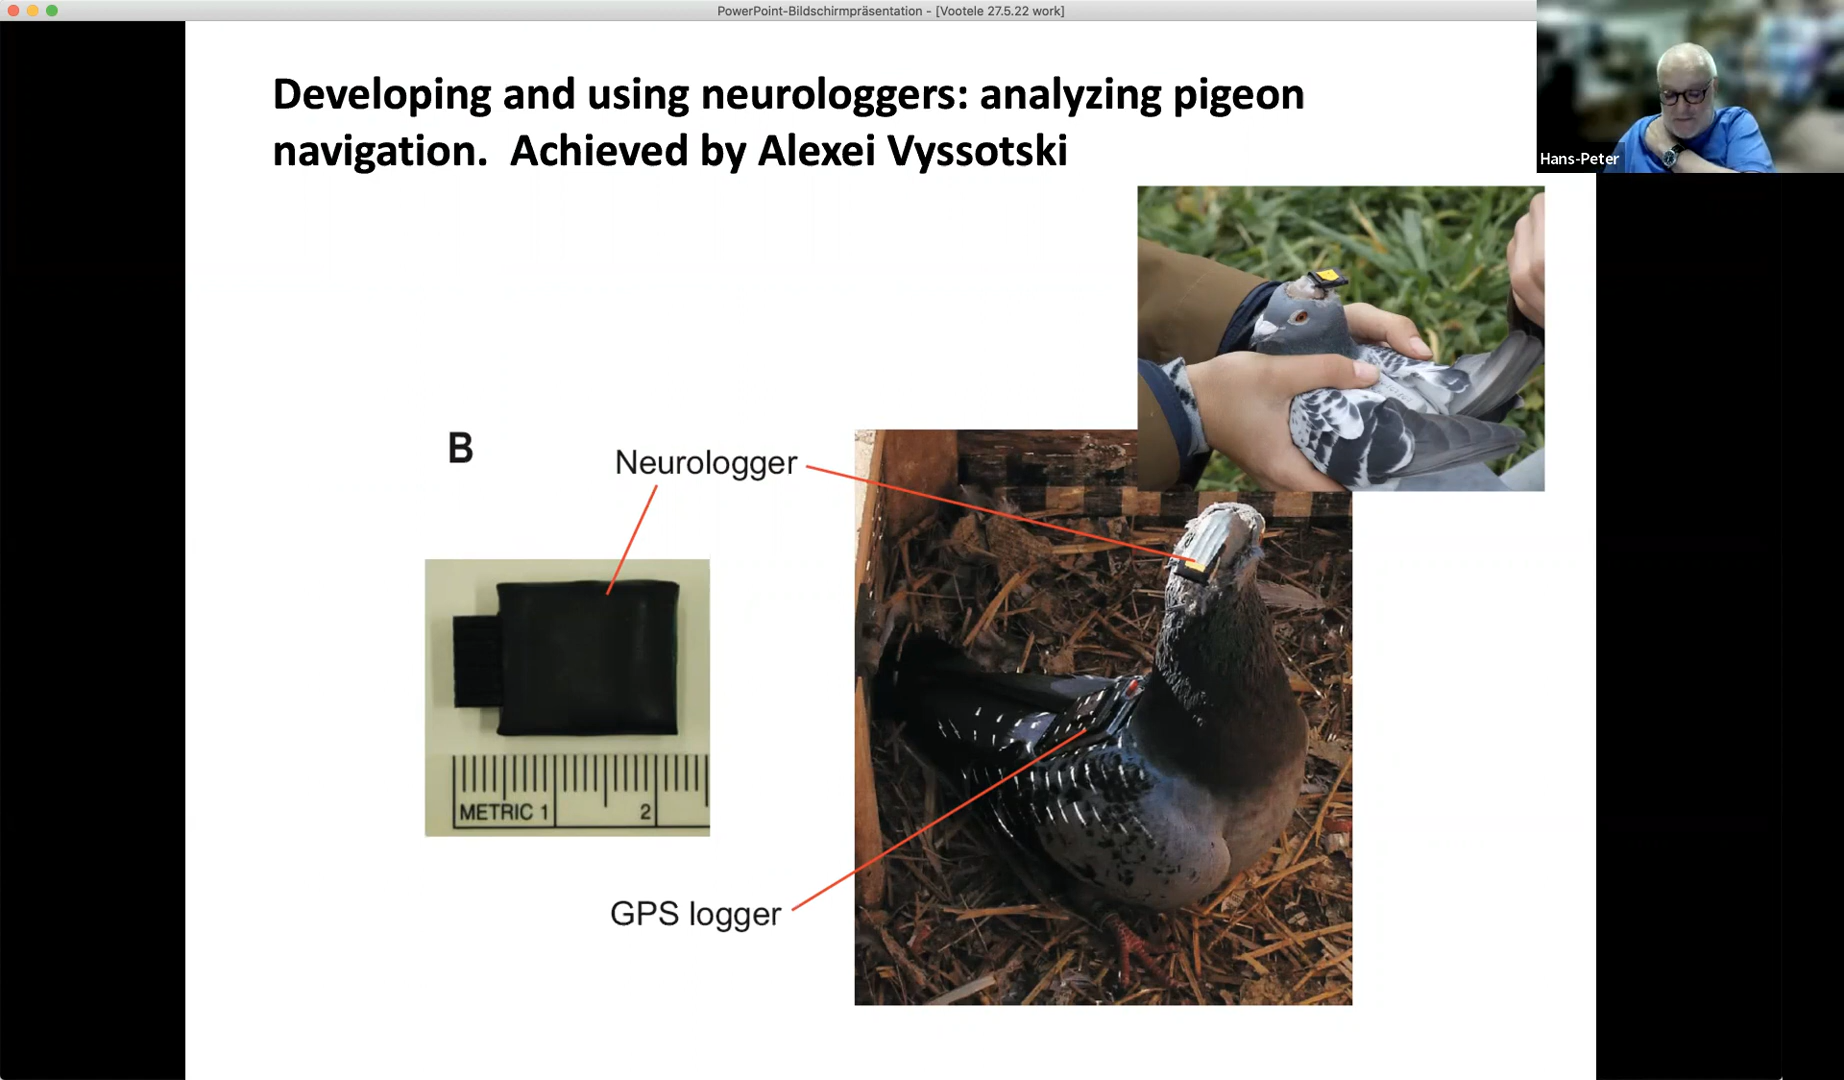 PowerPoint-Bildschirmpräsentation - [Vootele 27.5.22 work]
Developing and using neurologgers: analyzing pigeon
navigation.  Achieved by Alexei Vyssotski
Hans-Peter
B
Neurologger
METRIC 1 2
GPS logger